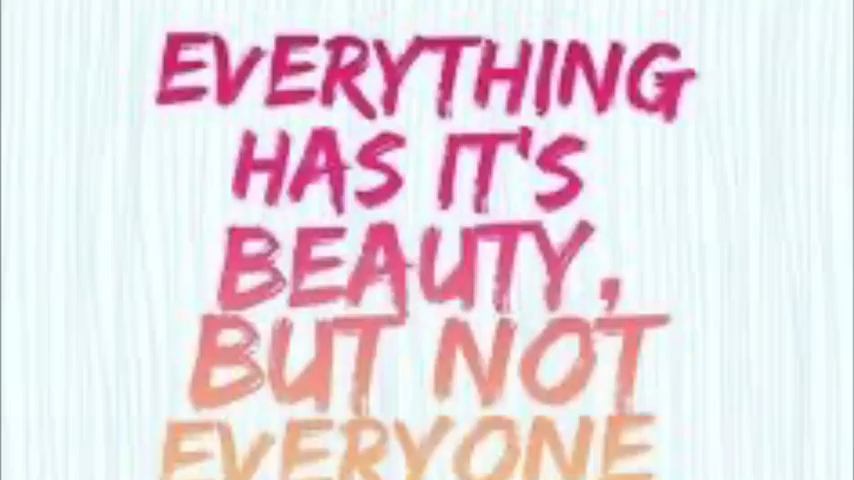 EVERYTHING
HAS IT'S
BEAUTY,
BUT NOT
EVERYONE